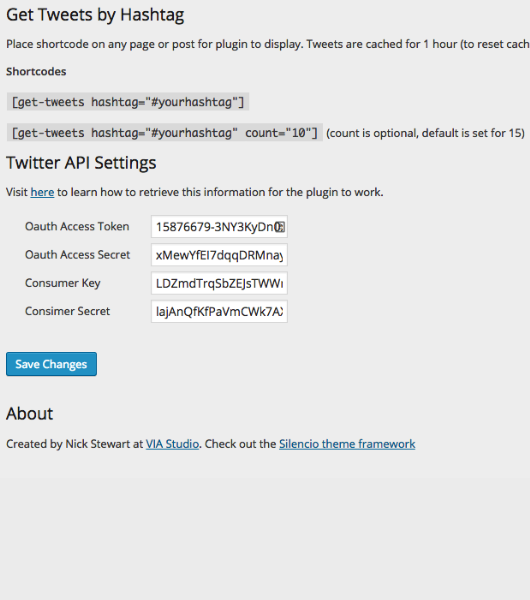 Get Tweets by Hashtag
Place shortcode on any page or post for plugin to display. Tweets are cached for 1 hour (to reset cach
Shortcodes
[get-tweets hashtag="#yourhashtag"]
[get-tweets hashtag="#yourhashtag" count="10"] (count is optional, default is set for 15)
Twitter API Settings
Visit here to learn how to retrieve this information for the plugin to work.
Oauth Access Token 15876679-3NY3KyDn
Oauth Access Secret xMewYfEI7dqqDRMnay
Consumer Key LDZmdTrqSbZEJsTWW
Consimer Secret lajAnQfKfPaVmCWk7A
Save Changes
About
Created by Nick Stewart at VIA Studio. Check out the Silencio theme framework